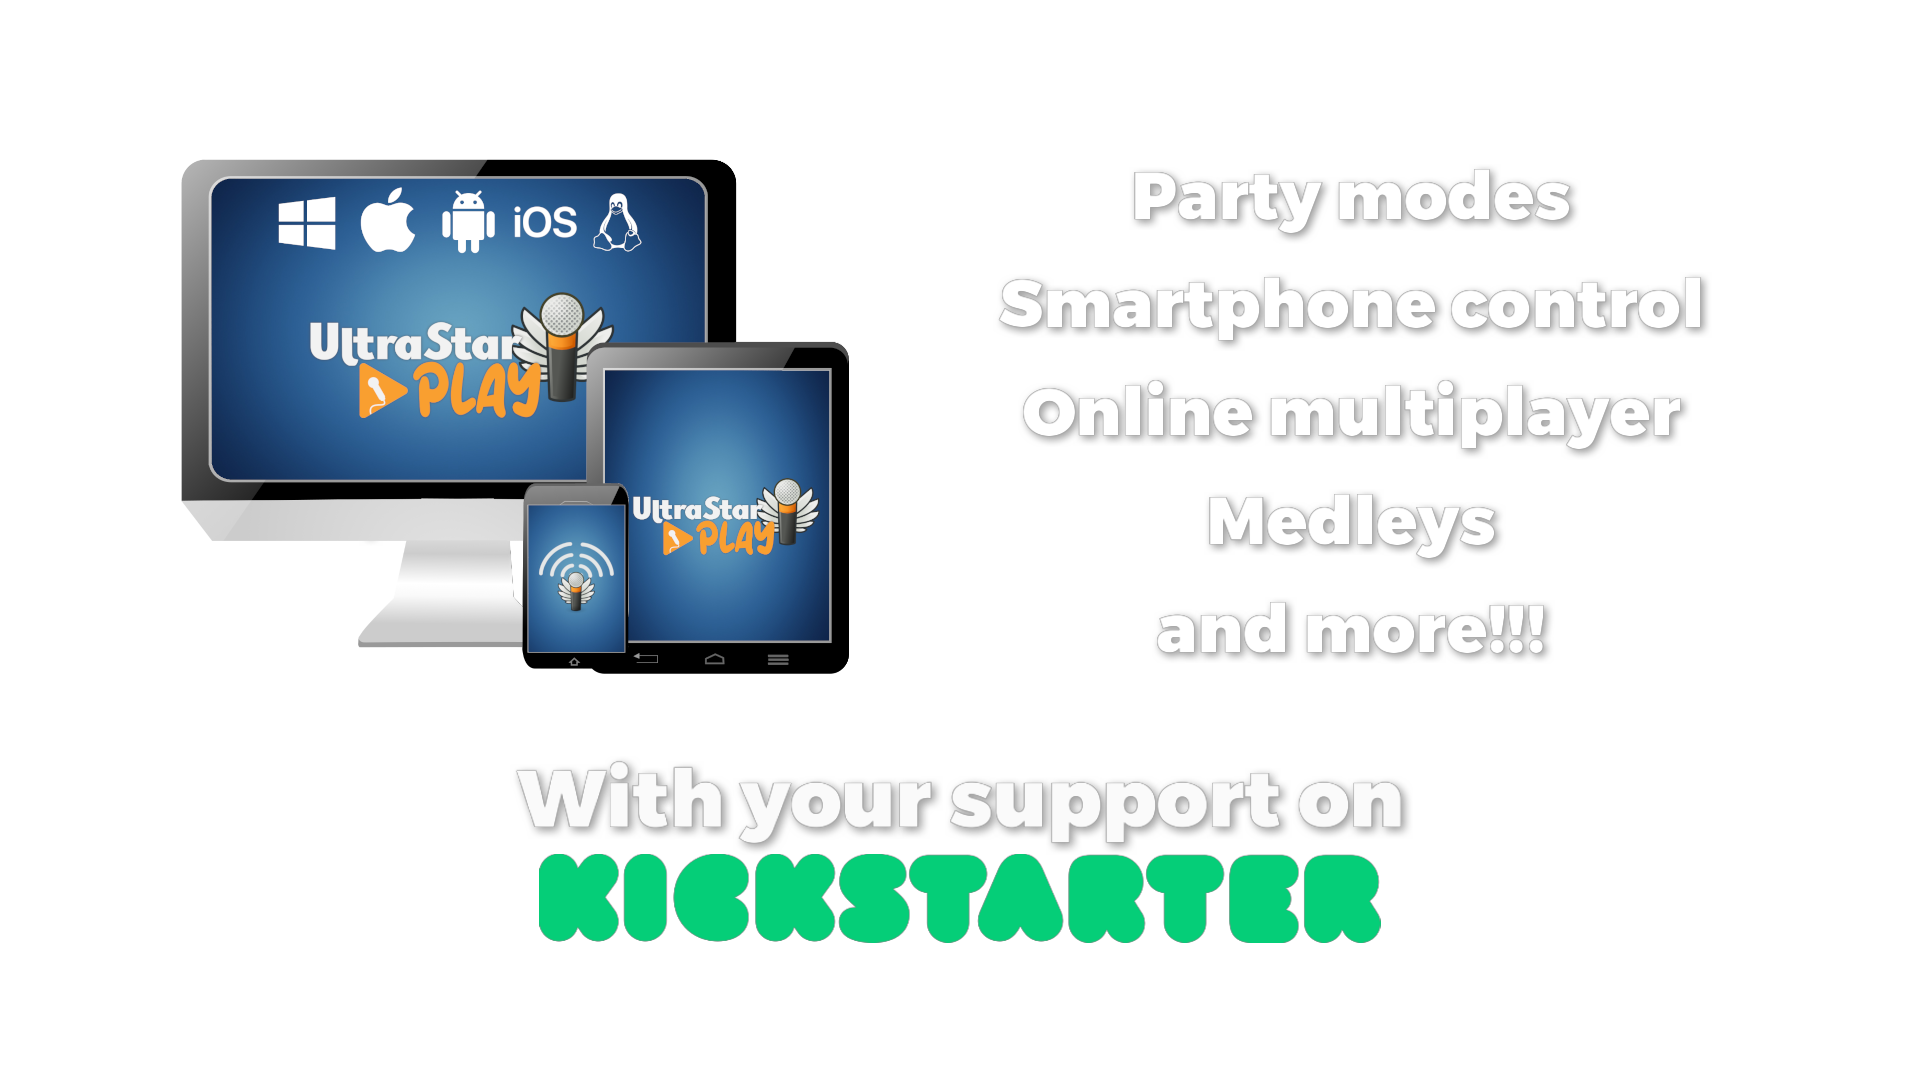 iOS
UltraStar
PLAY
UltraStar
PLAY
Party modes
Smartphone control
Online multiplayer
Medleys
and more!!!
With your support on
KICKSTARTER